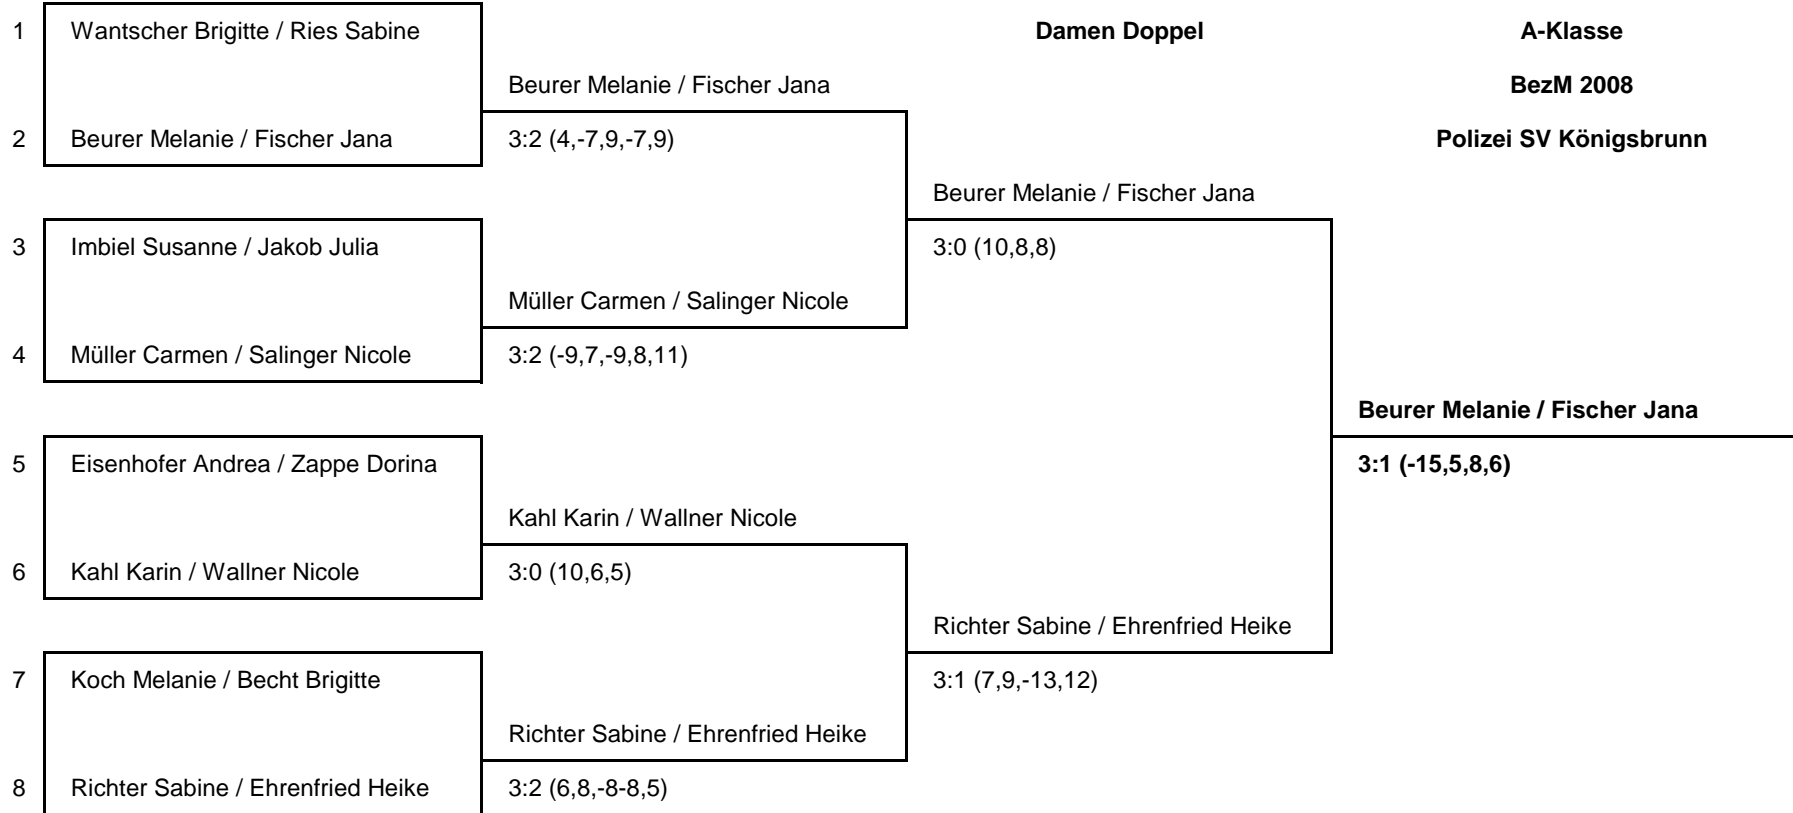 1 Wantscher Brigitte / Ries Sabine Damen Doppel A-Klasse
Beurer Melanie / Fischer Jana BezM 2008
2 Beurer Melanie / Fischer Jana 3:2 (4,-7,9,-7,9) Polizei SV Königsbrunn
Beurer Melanie / Fischer Jana
3 Imbiel Susanne / Jakob Julia 3:0 (10,8,8)
Müller Carmen / Salinger Nicole
4 Müller Carmen / Salinger Nicole 3:2 (-9,7,-9,8,11)
Beurer Melanie / Fischer Jana
5 Eisenhofer Andrea / Zappe Dorina 3:1 (-15,5,8,6)
Kahl Karin / Wallner Nicole
6 Kahl Karin / Wallner Nicole 3:0 (10,6,5)
Richter Sabine / Ehrenfried Heike
7 Koch Melanie / Becht Brigitte 3:1 (7,9,-13,12)
Richter Sabine / Ehrenfried Heike
8 Richter Sabine / Ehrenfried Heike 3:2 (6,8,-8-8,5)